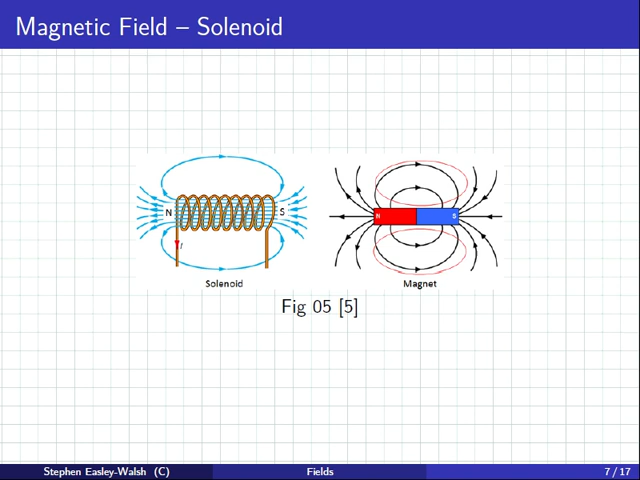 Magnetic Field – Solenoid
N
S
I
N
S
Solenoid
Magnet
Fig 05 [5]
Stephen Easley-Walsh (C)
Fields
7 / 17